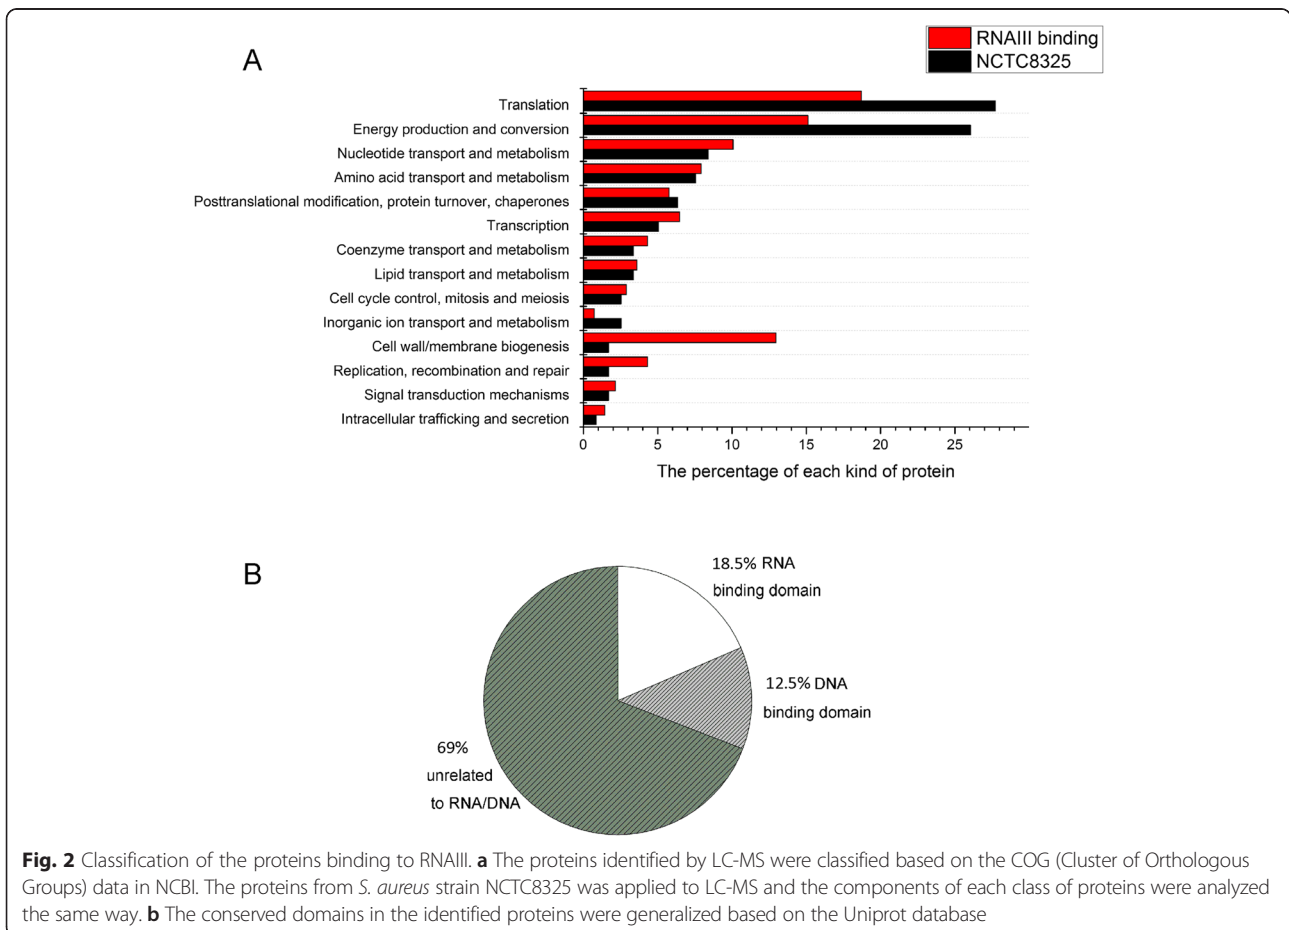 A
RNAIII binding
NCTC8325
Translation
Energy production and conversion
Nucleotide transport and metabolism
Amino acid transport and metabolism
Posttranslational modification, protein turnover, chaperones
Transcription
Coenzyme transport and metabolism
Lipid transport and metabolism
Cell cycle control, mitosis and meiosis
Inorganic ion transport and metabolism
Cell wall/membrane biogenesis
Replication, recombination and repair
Signal transduction mechanisms
Intracellular trafficking and secretion
0 5 10 15 20 25
The percentage of each kind of protein
B
18.5% RNA
binding domain
12.5% DNA
binding domain
69%
unrelated
to RNA/DNA
Fig. 2 Classification of the proteins binding to RNAIII. a The proteins identified by LC-MS were classified based on the COG (Cluster of Orthologous
Groups) data in NCBI. The proteins from S. aureus strain NCTC8325 was applied to LC-MS and the components of each class of proteins were analyzed
the same way. b The conserved domains in the identified proteins were generalized based on the Uniprot database